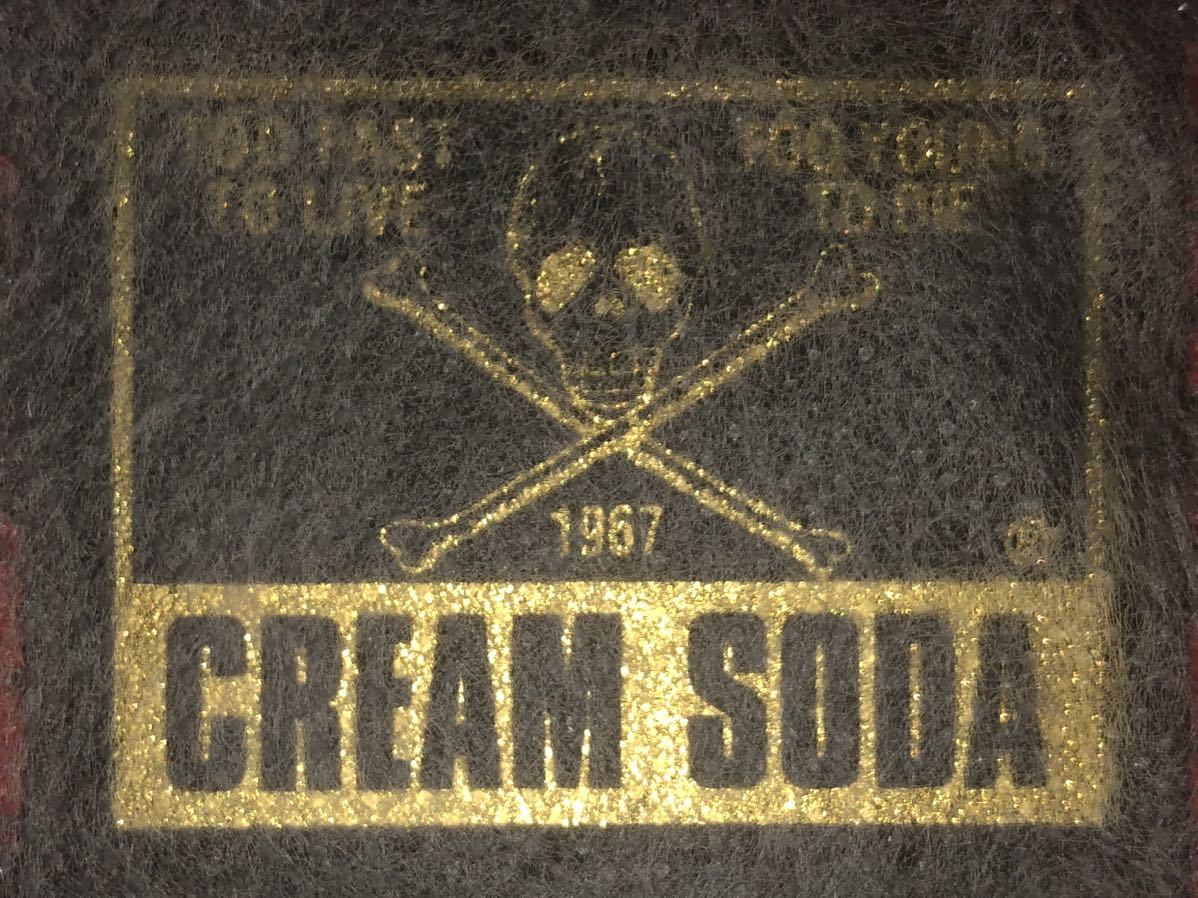 TOO FAST
TO LIVE
TOO YOUNG
TO DIE
1967
CREAM SODA